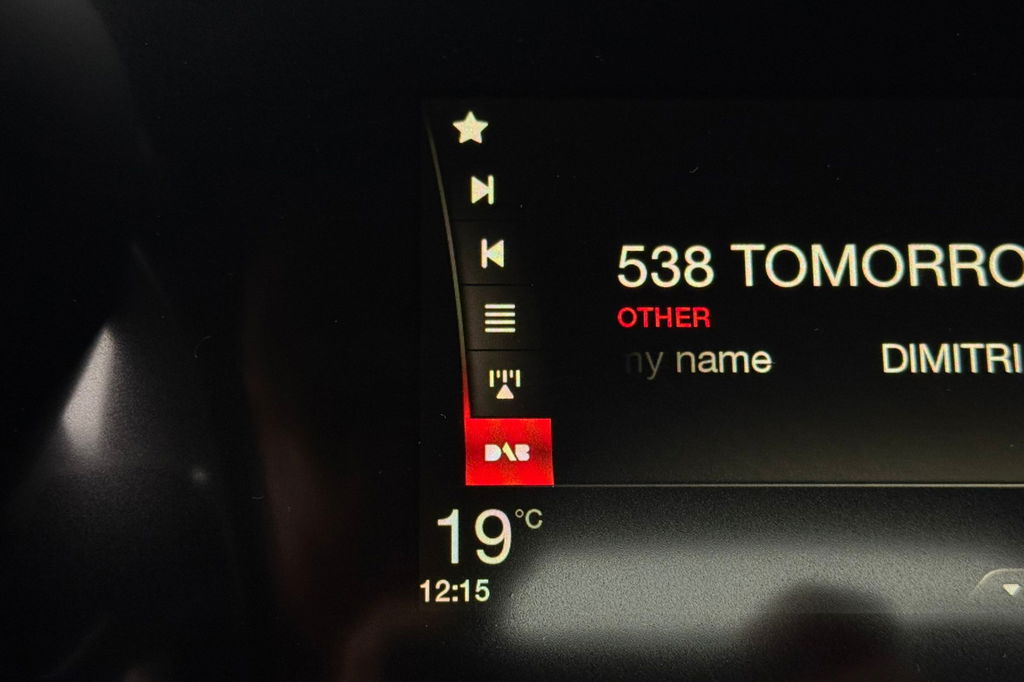 538 TOMORRO
OTHER
ny name DIMITRI
DAB
19 °C
12:15